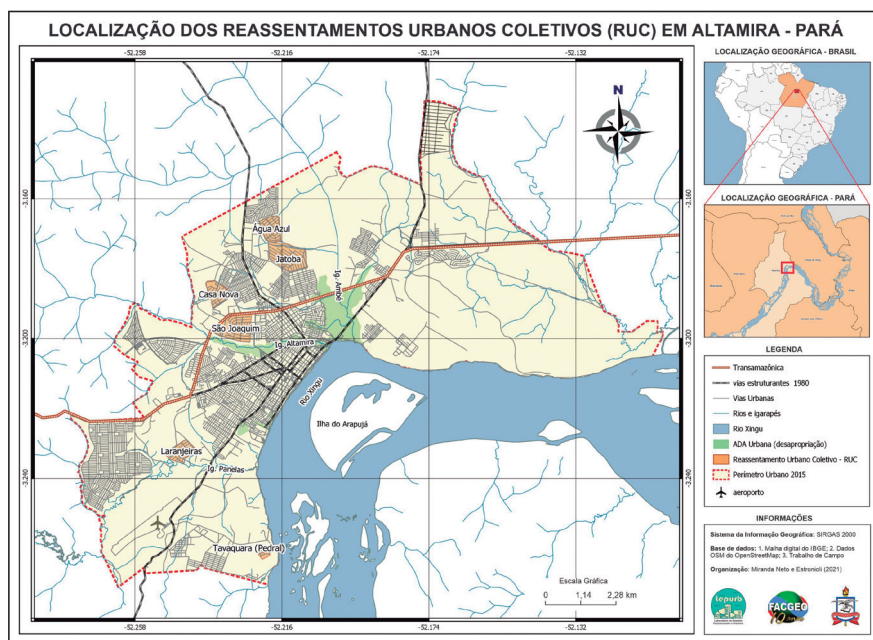 LOCALIZAÇÃO DOS REASSENTAMENTOS URBANOS COLETIVOS (RUC) EM ALTAMIRA - PARÁ
-52.258
-52.216
-52.174
-52.132
N
-3.160
-3.160
Água Azul
Jatobá
Ig. Ambé
Casa Nova
São Joaquim
Ig. Altamira
-3.200
-3.200
Rio Xingu
Ilha do Arapujá
Laranjeiras
Ig. Panelas
-3.240
-3.240
Tavaquara (Pedral)
Escala Gráfica
0 1,14 2,28 km
-52.258
-52.216
-52.174
-52.132
LOCALIZAÇÃO GEOGRÁFICA - BRASIL
LOCALIZAÇÃO GEOGRÁFICA - PARÁ
LEGENDA
Transamazônica
vias estruturantes 1980
Vias Urbanas
Rios e Igarapés
Rio Xingu
ADA Urbana (desapropriação)
Reassentamento Urbano Coletivo - RUC
Perímetro Urbano 2015
aeroporto
INFORMAÇÕES
Sistema da Informação Geográfica: SIRGAS 2000
Base de dados: 1. Malha digital do IBGE; 2. Dados
OSM do OpenStreetMap; 3. Trabalho de Campo
Organização: Miranda Neto e Estronioli (2021)
lepurb
FACGEO
10 Anos